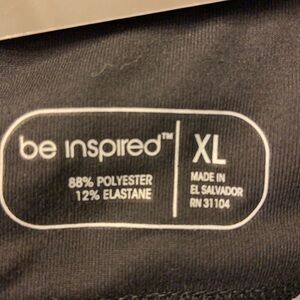 be inspired™
88% POLYESTER
12% ELASTANE
XL
MADE IN
EL SALVADOR
RN 31104